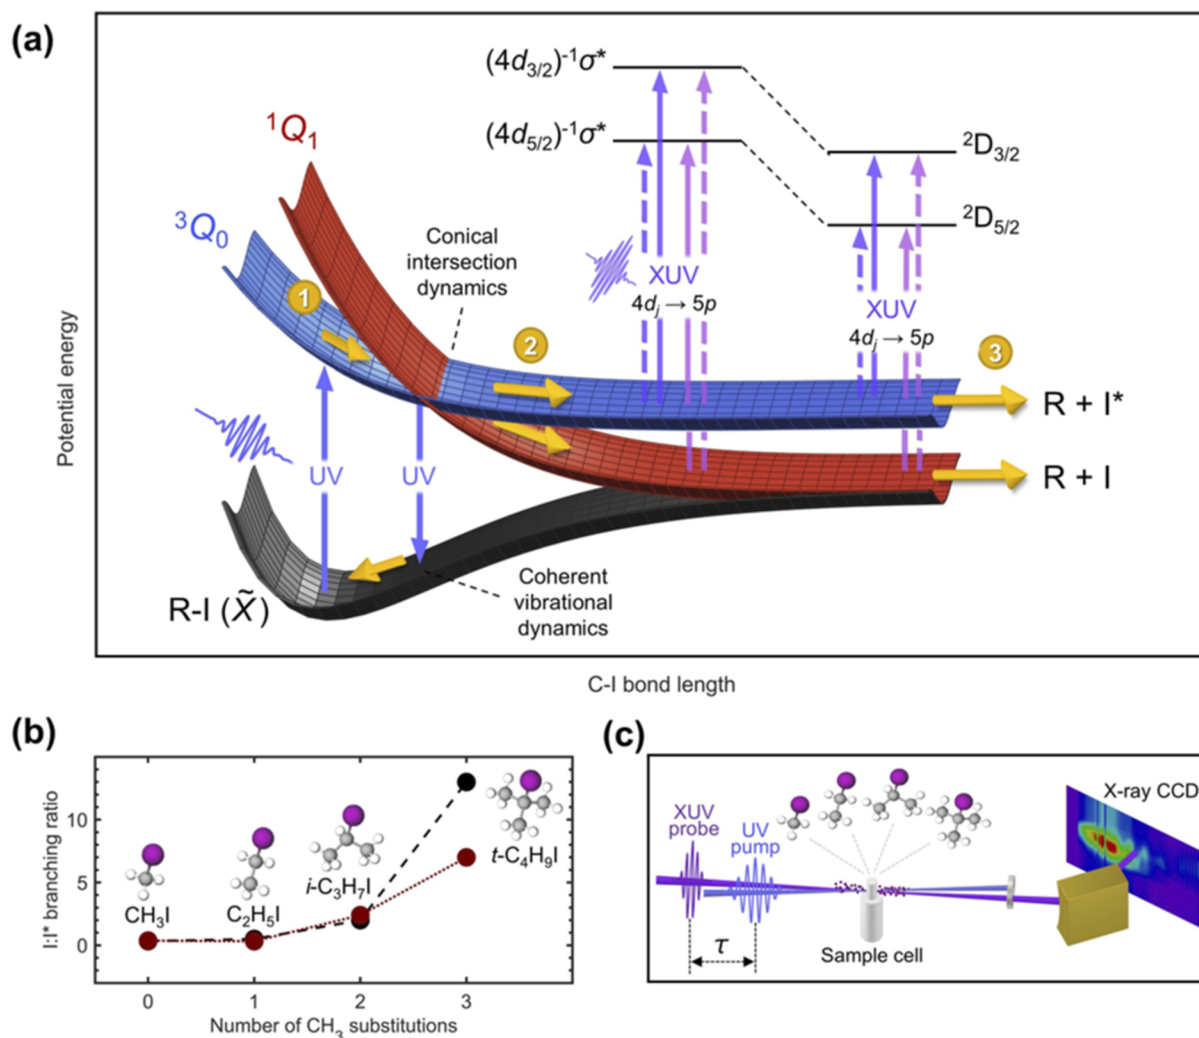 (a)
(4d₃/₂)⁻¹σ*
(4d₅/₂)⁻¹σ*
²D₃/₂
²D₅/₂
¹Q₁
³Q₀
Conical
intersection
dynamics
XUV
4dⱼ → 5p
XUV
4dⱼ → 5p
1
2
3
Potential energy
UV
UV
R + I*
R + I
R-I (X̃)
Coherent
vibrational
dynamics
C-I bond length
(b)
I:I* branching ratio
10
5
0
CH₃I
C₂H₅I
i-C₃H₇I
t-C₄H₉I
0
1
2
3
Number of CH₃ substitutions
(c)
XUV
probe
UV
pump
τ
Sample cell
X-ray CCD